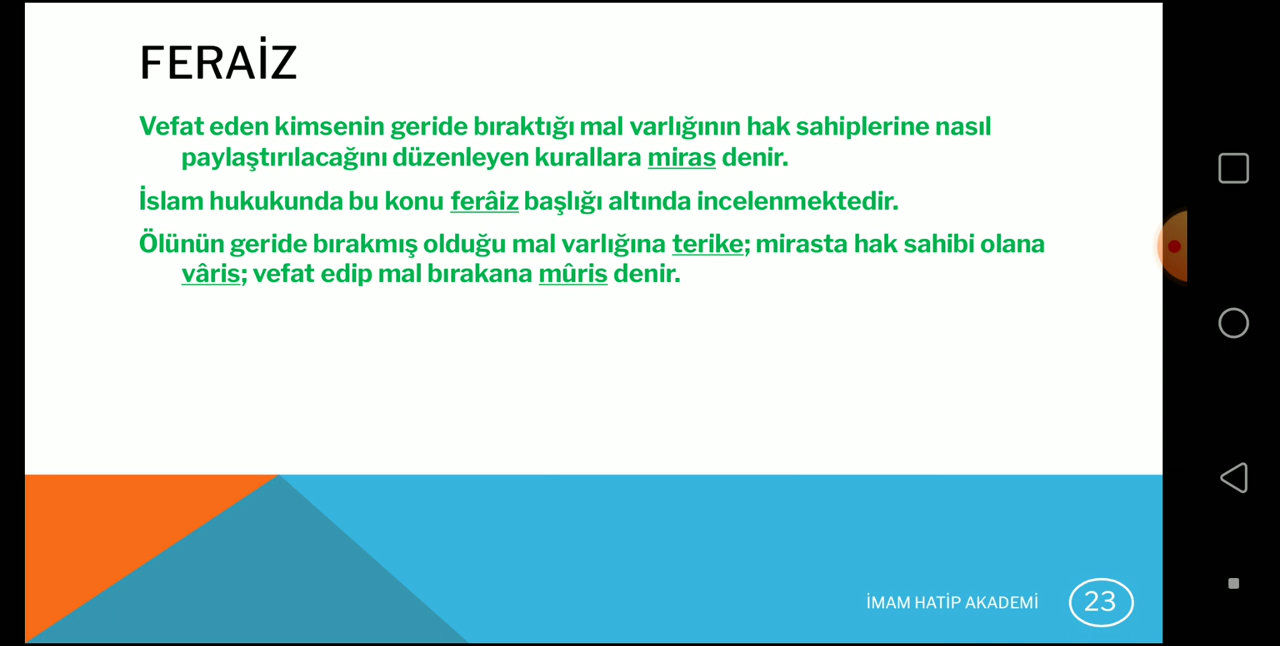 FERAİZ
Vefat eden kimsenin geride bıraktığı mal varlığının hak sahiplerine nasıl
paylaştırılacağını düzenleyen kurallara miras denir.
İslam hukukunda bu konu ferâiz başlığı altında incelenmektedir.
Ölünün geride bırakmış olduğu mal varlığına terike; mirasta hak sahibi olana
vâris; vefat edip mal bırakana mûris denir.
İMAM HATİP AKADEMİ
23